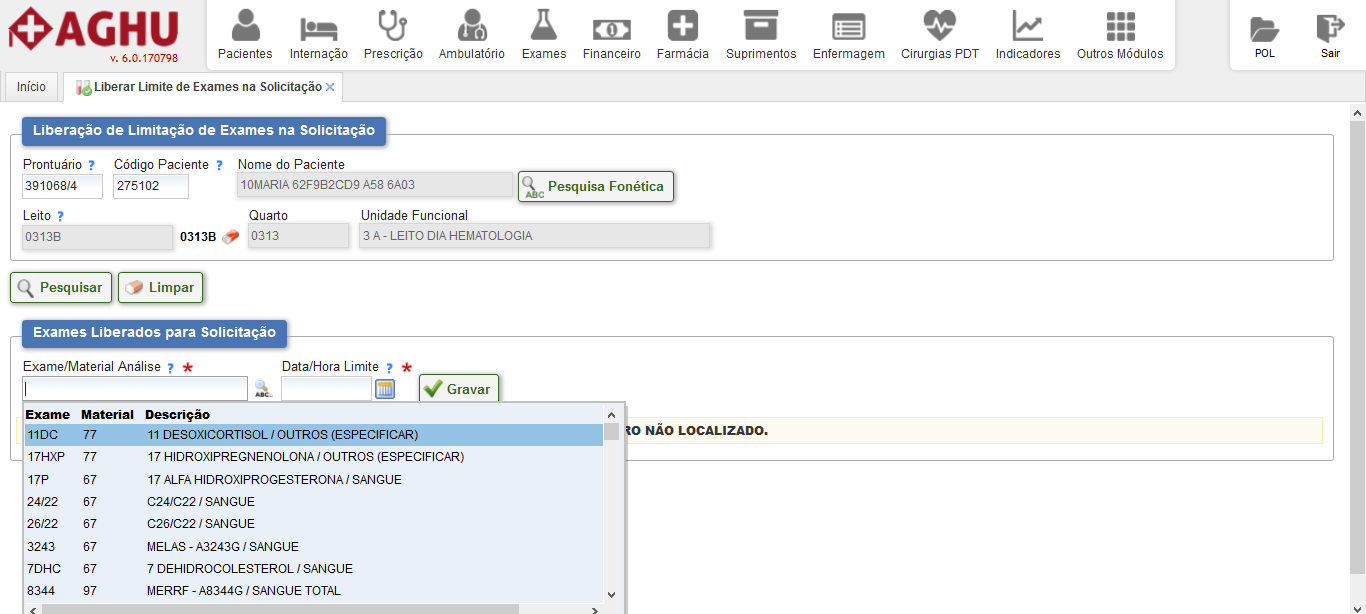 AGHU
v. 6.0.170798
Pacientes Internação Prescrição Ambulatório Exames Financeiro Farmácia Suprimentos Enfermagem Cirurgias PDT Indicadores Outros Módulos POL Sair
Início Liberar Limite de Exames na Solicitação
Liberação de Limitação de Exames na Solicitação
Prontuário ? Código Paciente ? Nome do Paciente
391068/4 275102 10MARIA 62F9B2CD9 A58 6A03 ABC Pesquisa Fonética
Leito ? Quarto Unidade Funcional
0313B 0313B 0313 3 A - LEITO DIA HEMATOLOGIA
Pesquisar Limpar
Exames Liberados para Solicitação
Exame/Material Análise ? * Data/Hora Limite ? *
ABC.. Gravar
Exame Material Descrição
RO NÃO LOCALIZADO.
11DC 77 11 DESOXICORTISOL / OUTROS (ESPECIFICAR)
17HXP 77 17 HIDROXIPREGNENOLONA / OUTROS (ESPECIFICAR)
17P 67 17 ALFA HIDROXIPROGESTERONA / SANGUE
24/22 67 C24/C22 / SANGUE
26/22 67 C26/C22 / SANGUE
3243 67 MELAS - A3243G / SANGUE
7DHC 67 7 DEHIDROCOLESTEROL / SANGUE
8344 97 MERRF - A8344G / SANGUE TOTAL